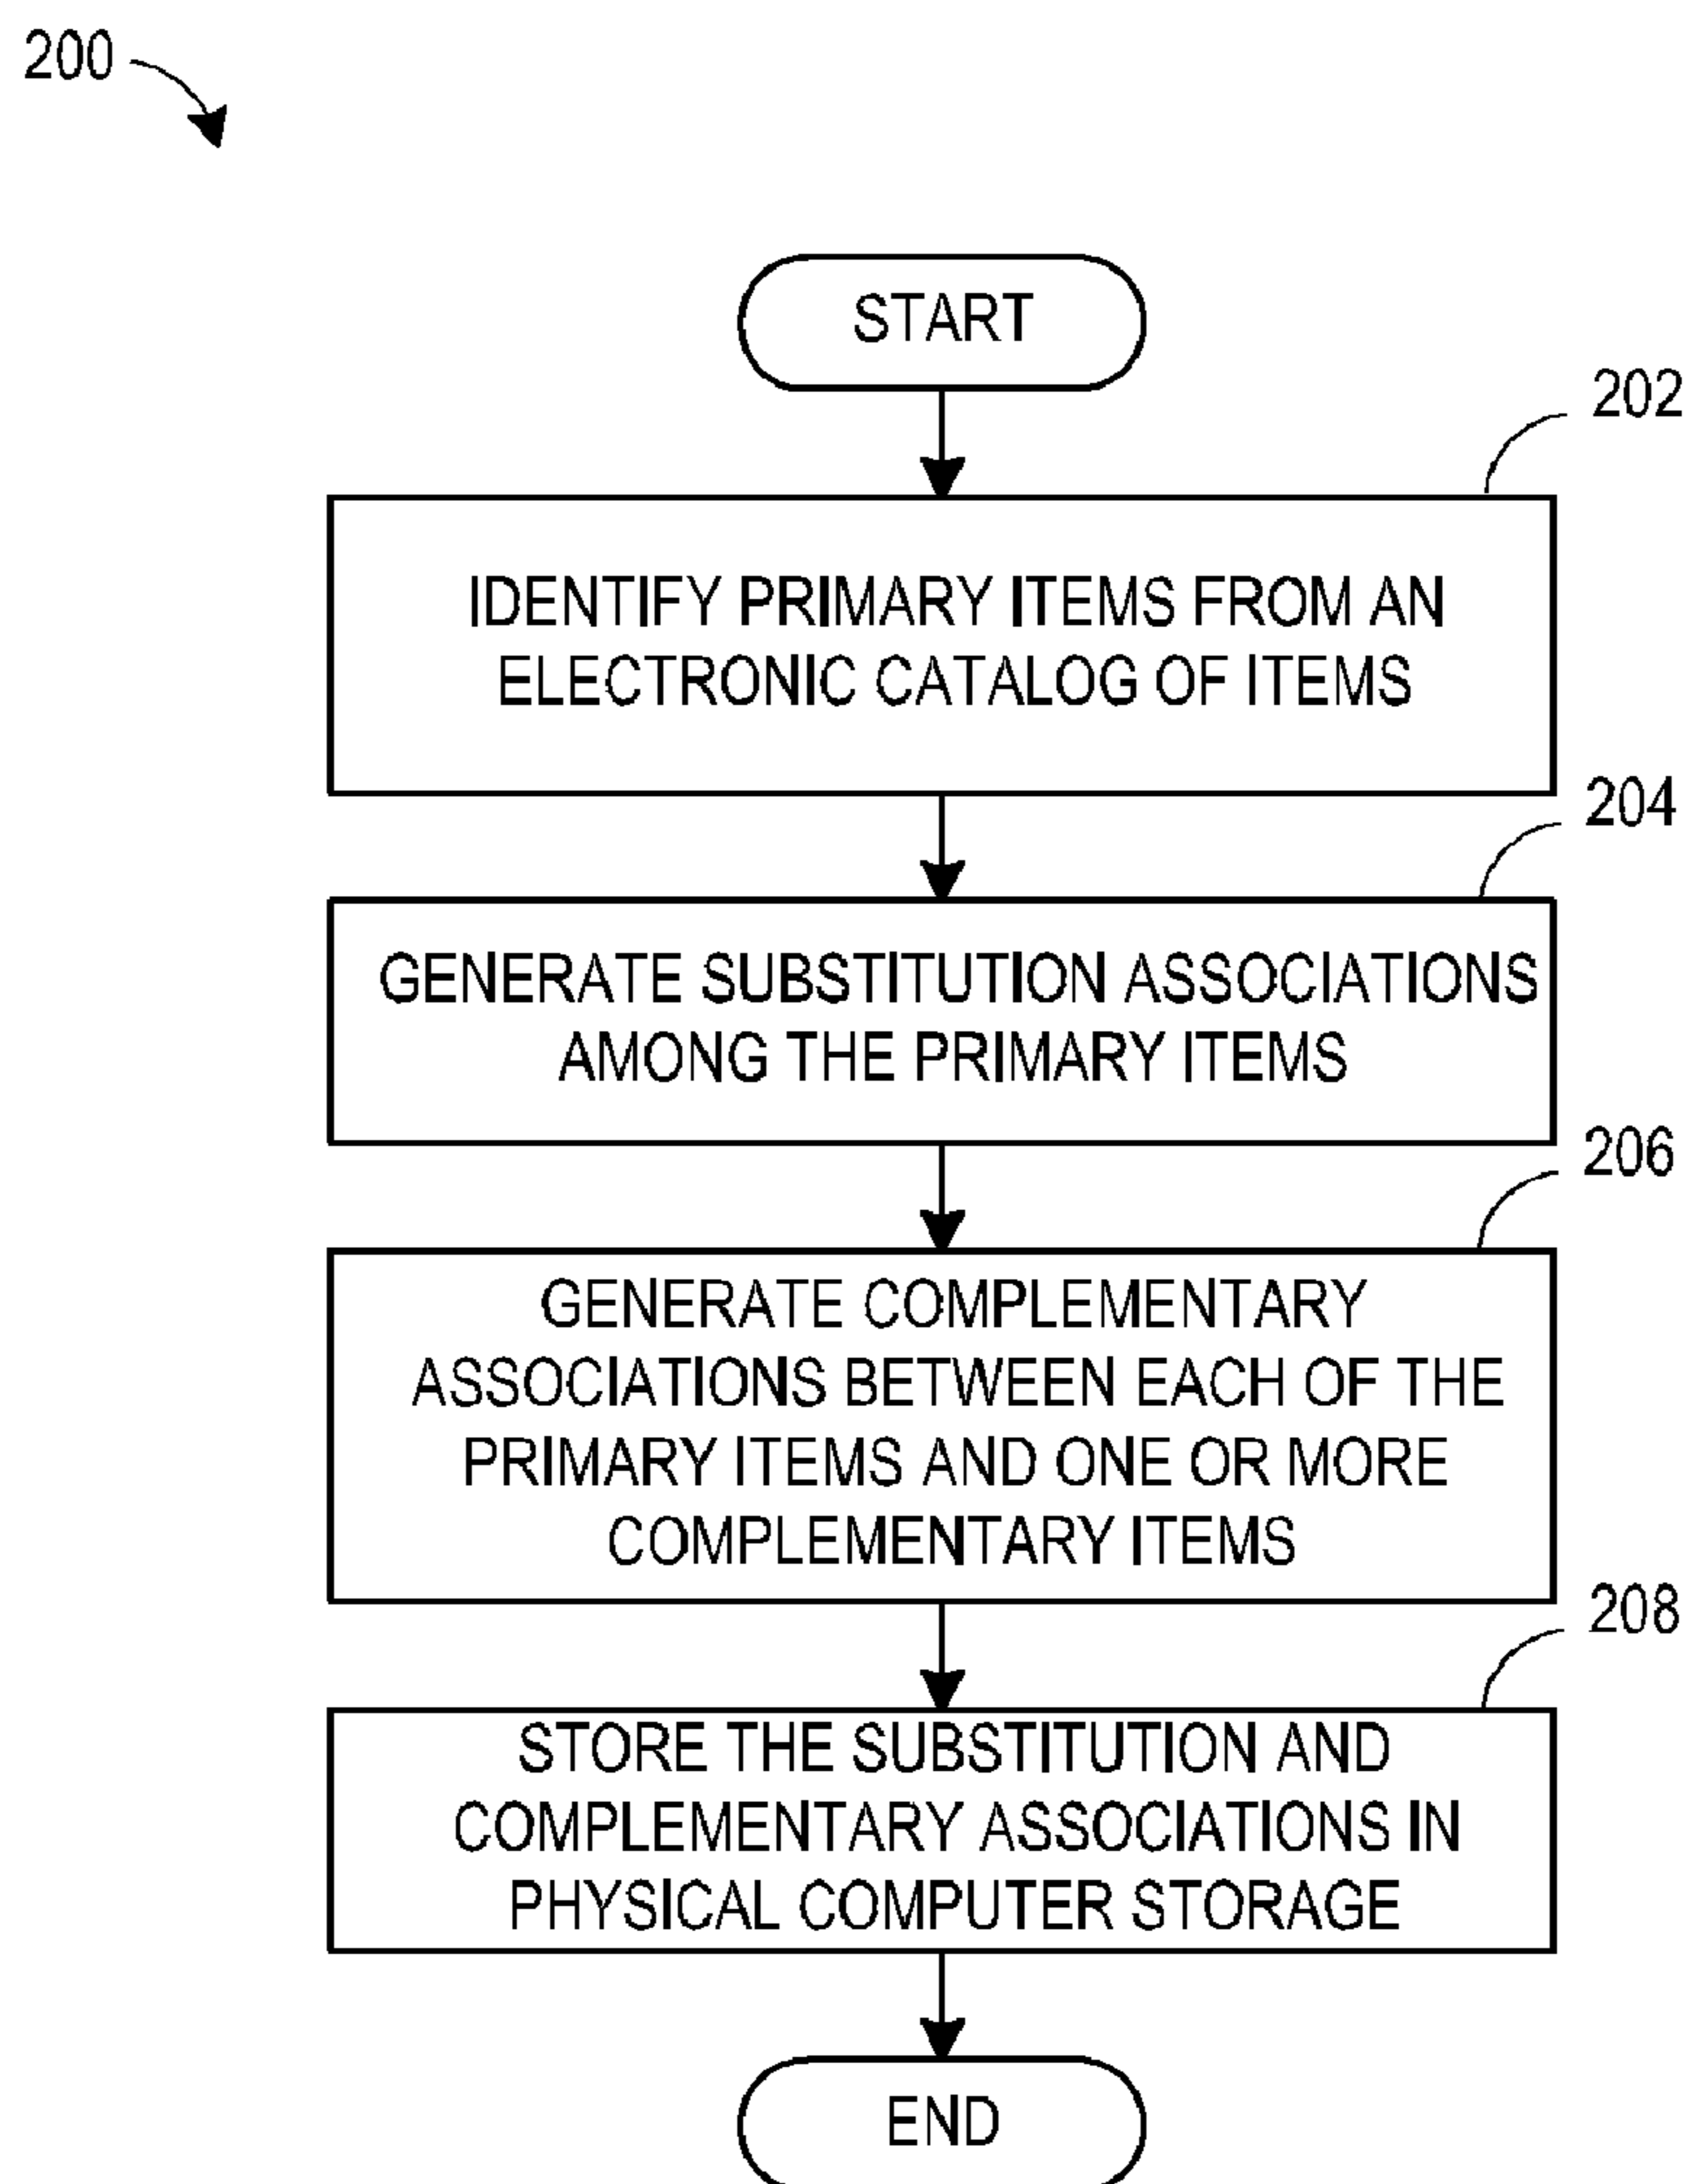 200
START
202
IDENTIFY PRIMARY ITEMS FROM AN
ELECTRONIC CATALOG OF ITEMS
204
GENERATE SUBSTITUTION ASSOCIATIONS
AMONG THE PRIMARY ITEMS
206
GENERATE COMPLEMENTARY
ASSOCIATIONS BETWEEN EACH OF THE
PRIMARY ITEMS AND ONE OR MORE
COMPLEMENTARY ITEMS
208
STORE THE SUBSTITUTION AND
COMPLEMENTARY ASSOCIATIONS IN
PHYSICAL COMPUTER STORAGE
END